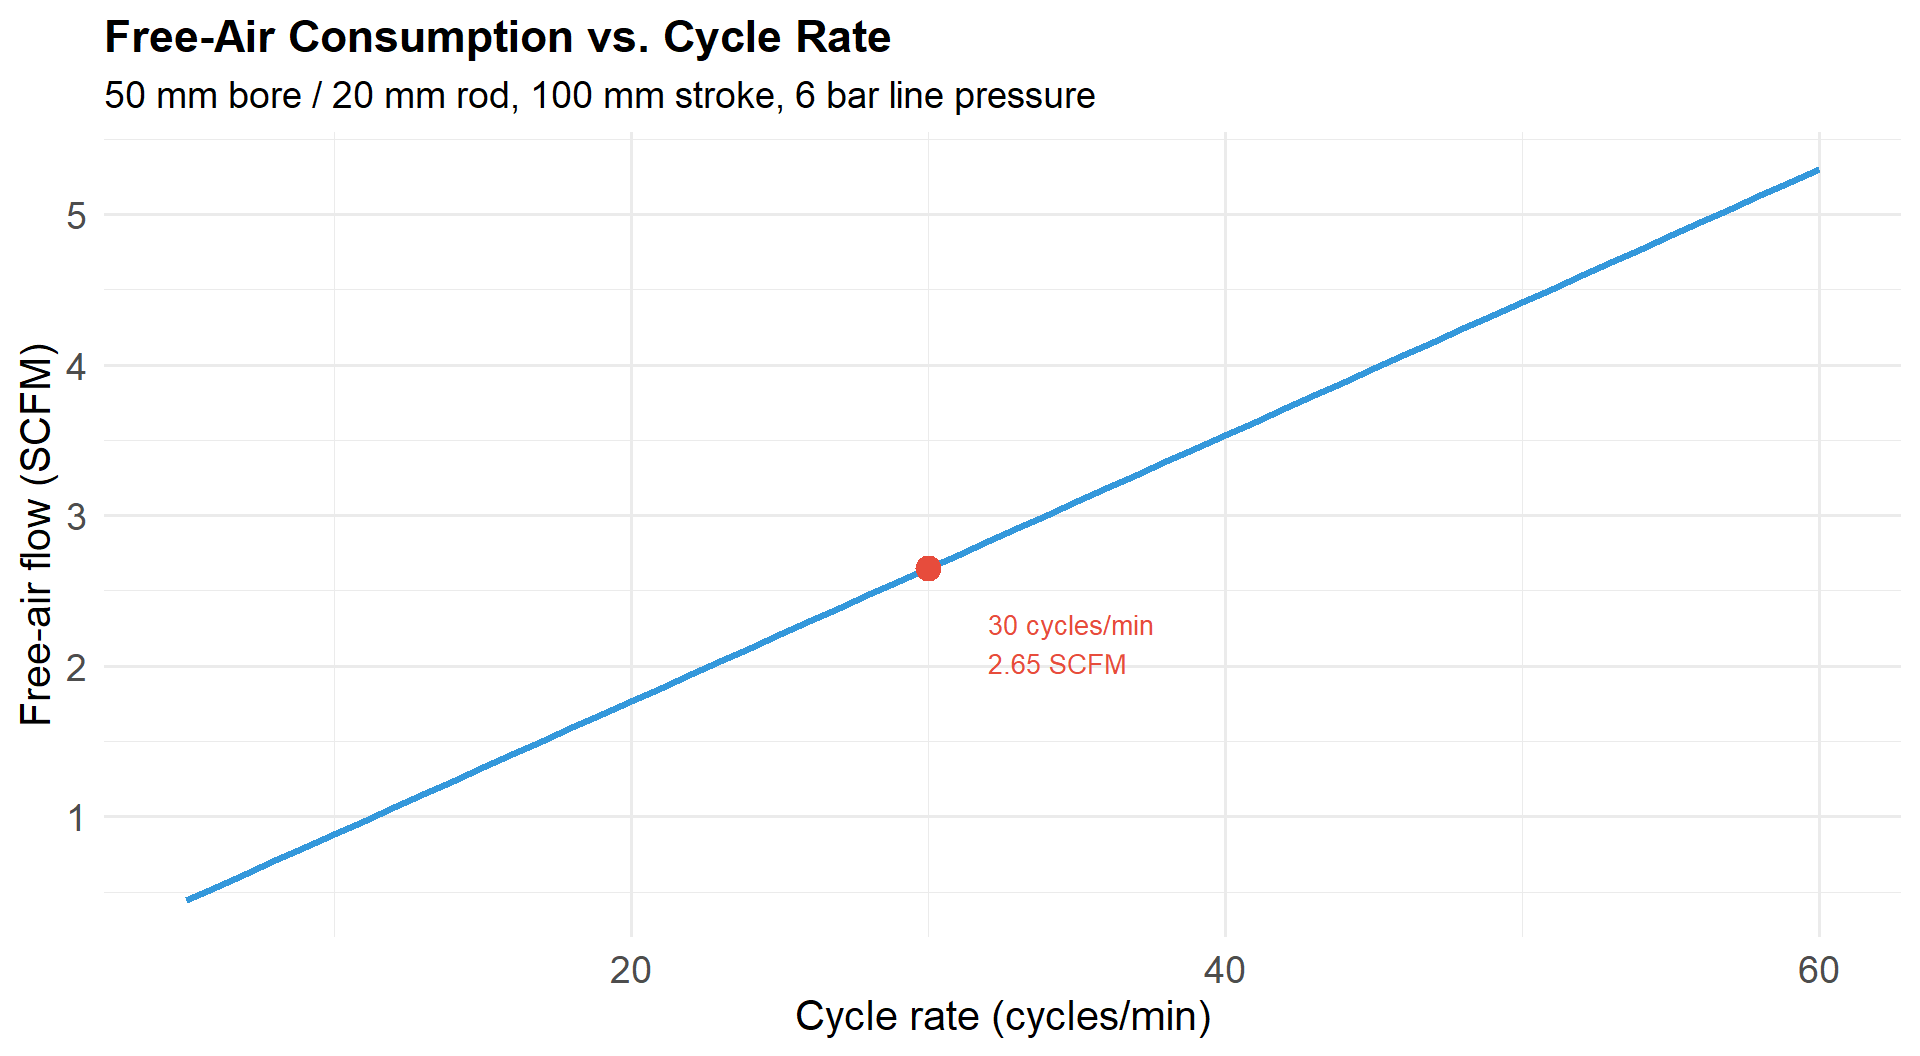 Free-Air Consumption vs. Cycle Rate
50 mm bore / 20 mm rod, 100 mm stroke, 6 bar line pressure
Free-air flow (SCFM)
5
4
3
2
1
30 cycles/min
2.65 SCFM
20
40
60
Cycle rate (cycles/min)